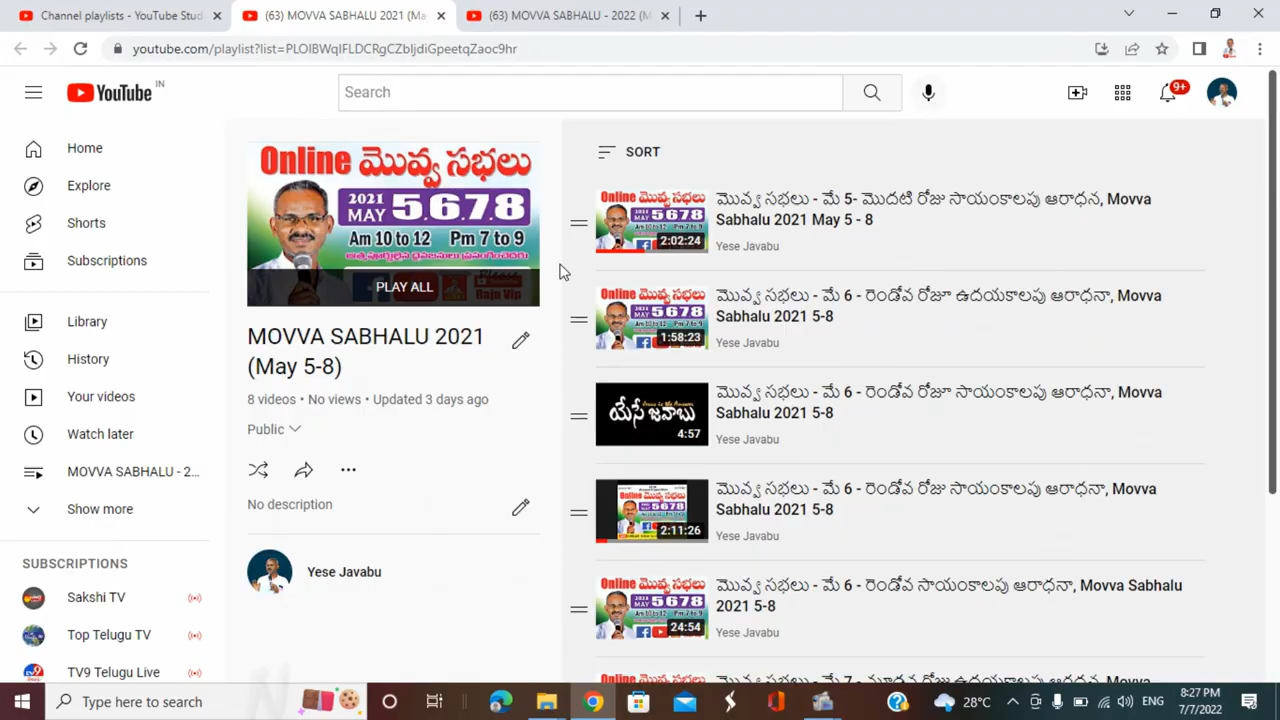 Channel playlists - YouTube Stud
(63) MOVVA SABHALU 2021 (Ma
(63) MOVVA SABHALU - 2022 (M
youtube.com/playlist?list=PLOIBWqIFLDCRgCZbIjdiGpeetqZaoc9hr
YouTube IN
Search
9+
Home
Explore
Shorts
Subscriptions
Library
History
Your videos
Watch later
MOVVA SABHALU - 2...
Show more
SUBSCRIPTIONS
Sakshi TV
Top Telugu TV
TV9 Telugu Live
Online మొవ్వ సభలు
2021 MAY 5.6.7.8
Am 10 to 12 Pm 7 to 9
PLAY ALL
MOVVA SABHALU 2021
(May 5-8)
8 videos • No views • Updated 3 days ago
Public
No description
Yese Javabu
SORT
మొవ్వ సభలు - మే 5- మొదటి రోజు సాయంకాలపు ఆరాధన, Movva
Sabhalu 2021 May 5 - 8
Yese Javabu
2:02:24
మొవ్వ సభలు - మే 6 - రెండోవ రోజూ ఉదయకాలపు ఆరాధనా, Movva
Sabhalu 2021 5-8
Yese Javabu
1:58:23
మొవ్వ సభలు - మే 6 - రెండోవ రోజూ సాయంకాలపు ఆరాధనా, Movva
Sabhalu 2021 5-8
Yese Javabu
యేసే జవాబు
4:57
మొవ్వ సభలు - మే 6 - రెండోవ రోజూ సాయంకాలపు ఆరాధనా, Movva
Sabhalu 2021 5-8
Yese Javabu
2:11:26
మొవ్వ సభలు - మే 6 - రెండోవ సాయంకాలపు ఆరాధనా, Movva Sabhalu
2021 5-8
24:54
Type here to search
28°C
ENG
8:27 PM
7/7/2022